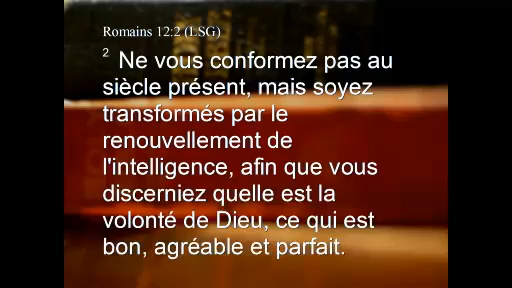 Romains 12:2 (LSG)
2 Ne vous conformez pas au
siècle présent, mais soyez
transformés par le
renouvellement de
l'intelligence, afin que vous
discerniez quelle est la
volonté de Dieu, ce qui est
bon, agréable et parfait.